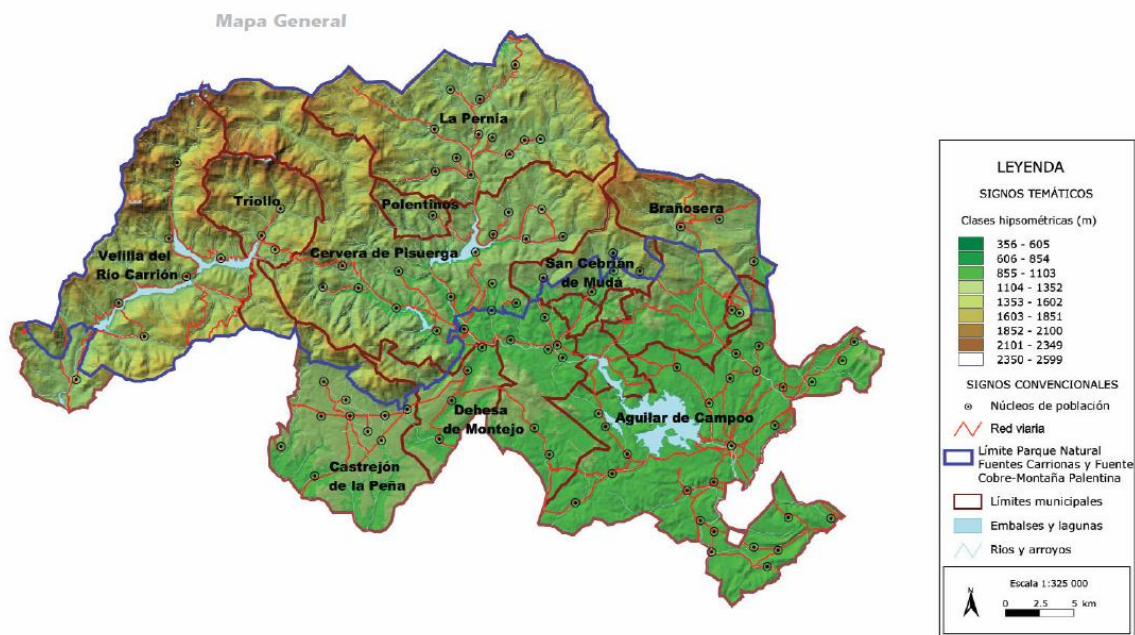 Mapa General
La Pernía
Triollo
Polentinos
Brañosera
Cervera de Pisuerga
Velilla del
Río Carrión
San Cebrián
de Mudá
Dehesa
de Montejo
Aguilar de Campoo
Castrejón
de la Peña
LEYENDA
SIGNOS TEMÁTICOS
Clases hipsométricas (m)
356 - 605
606 - 854
855 - 1103
1104 - 1352
1353 - 1602
1603 - 1851
1852 - 2100
2101 - 2349
2350 - 2599
SIGNOS CONVENCIONALES
Núcleos de población
Red viaria
Límite Parque Natural
Fuentes Carrionas y Fuente
Cobre-Montaña Palentina
Límites municipales
Embalses y lagunas
Rios y arroyos
N
Escala 1:325 000
0 2.5 5 km